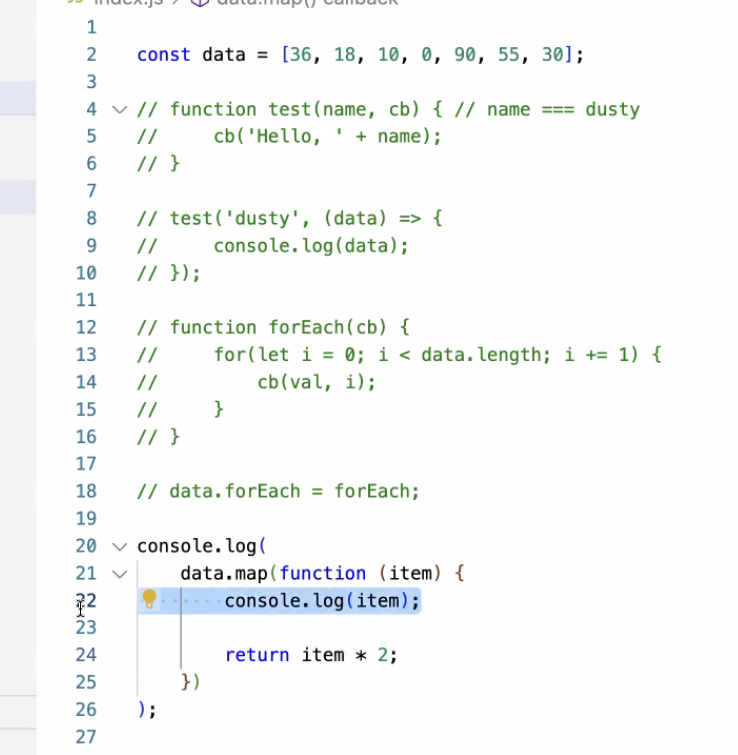 index.js > data.map() callback
1
2 const data = [36, 18, 10, 0, 90, 55, 30];
3
4 // function test(name, cb) { // name === dusty
5 //     cb('Hello, ' + name);
6 // }
7
8 // test('dusty', (data) => {
9 //     console.log(data);
10 // });
11
12 // function forEach(cb) {
13 //     for(let i = 0; i < data.length; i += 1) {
14 //         cb(val, i);
15 //     }
16 // }
17
18 // data.forEach = forEach;
19
20 console.log(
21     data.map(function (item) {
22         console.log(item);
23
24         return item * 2;
25     })
26 );
27